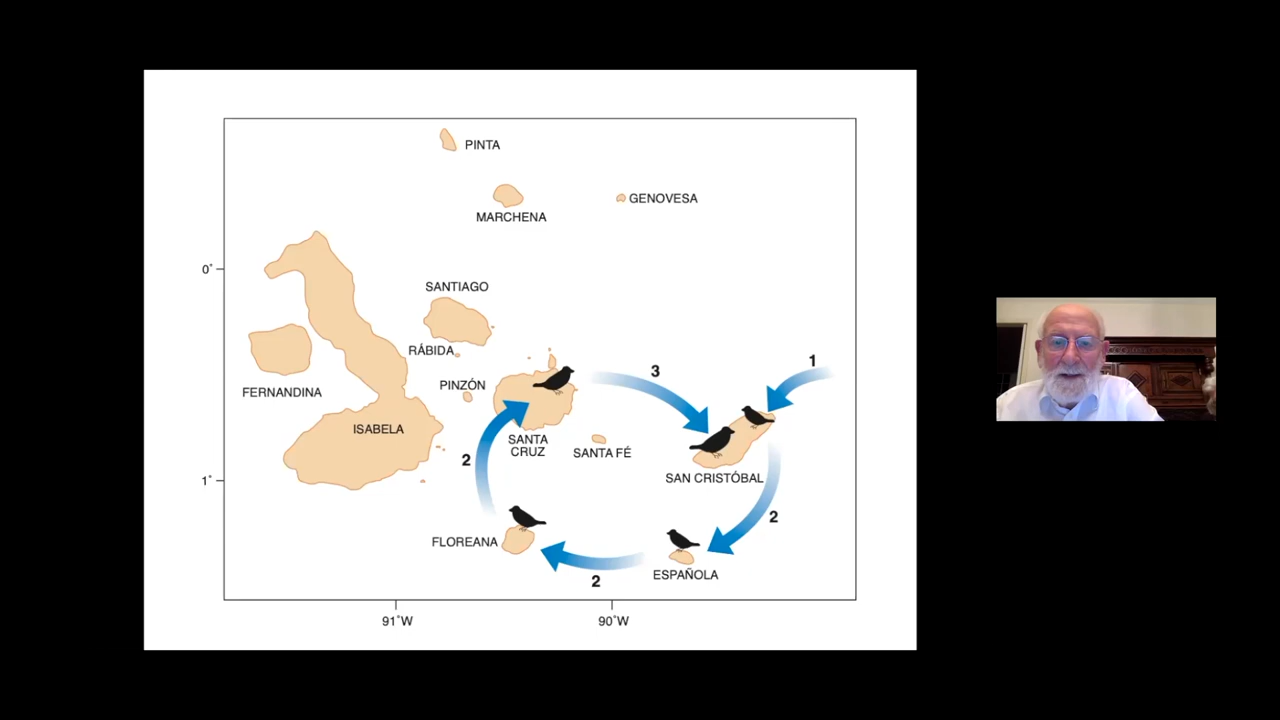 PINTA
GENOVESA
MARCHENA
0°
SANTIAGO
RÁBIDA
1
3
PINZÓN
FERNANDINA
ISABELA
SANTA
CRUZ
SANTA FÉ
2
SAN CRISTÓBAL
1°
2
FLOREANA
ESPAÑOLA
2
91°W
90°W